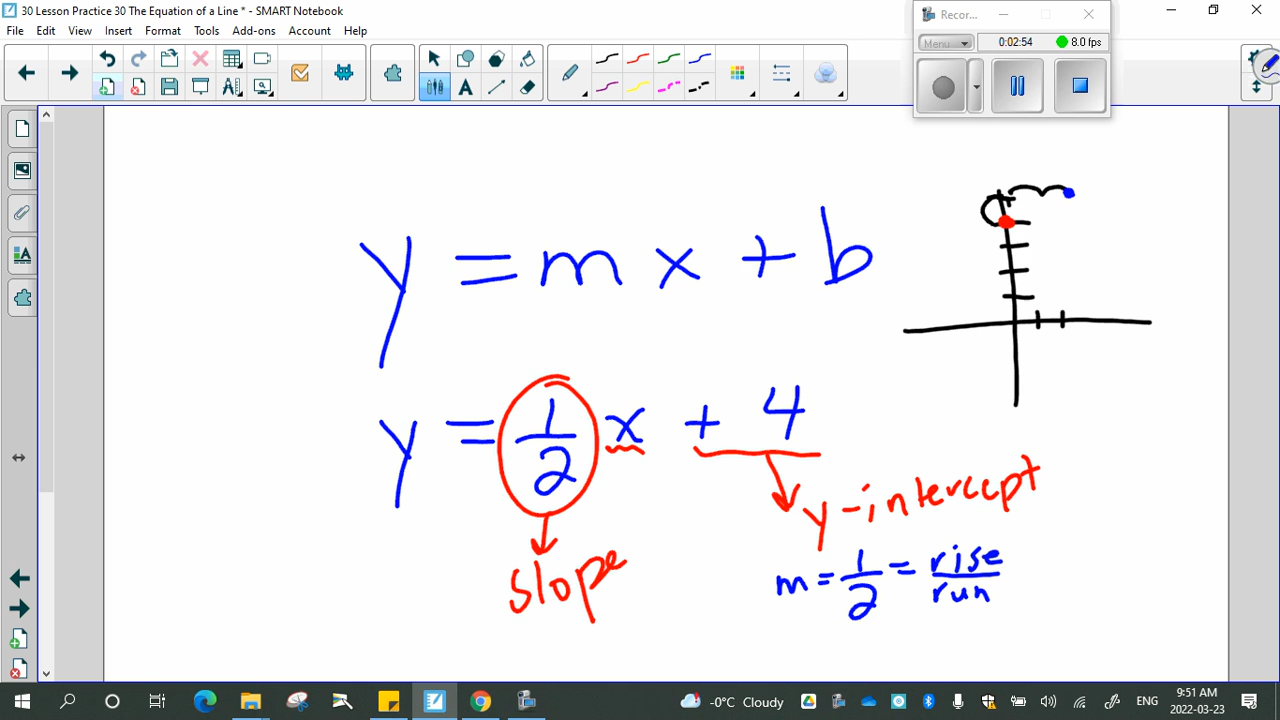 30 Lesson Practice 30 The Equation of a Line * - SMART Notebook
File Edit View Insert Format Tools Add-ons Account Help
Recor...
Menu 0:02:54 8.0 fps
y = m x + b
y = 1/2 x + 4
y-intercept
slope
m = 1/2 = rise/run
-0°C Cloudy
ENG
9:51 AM
2022-03-23